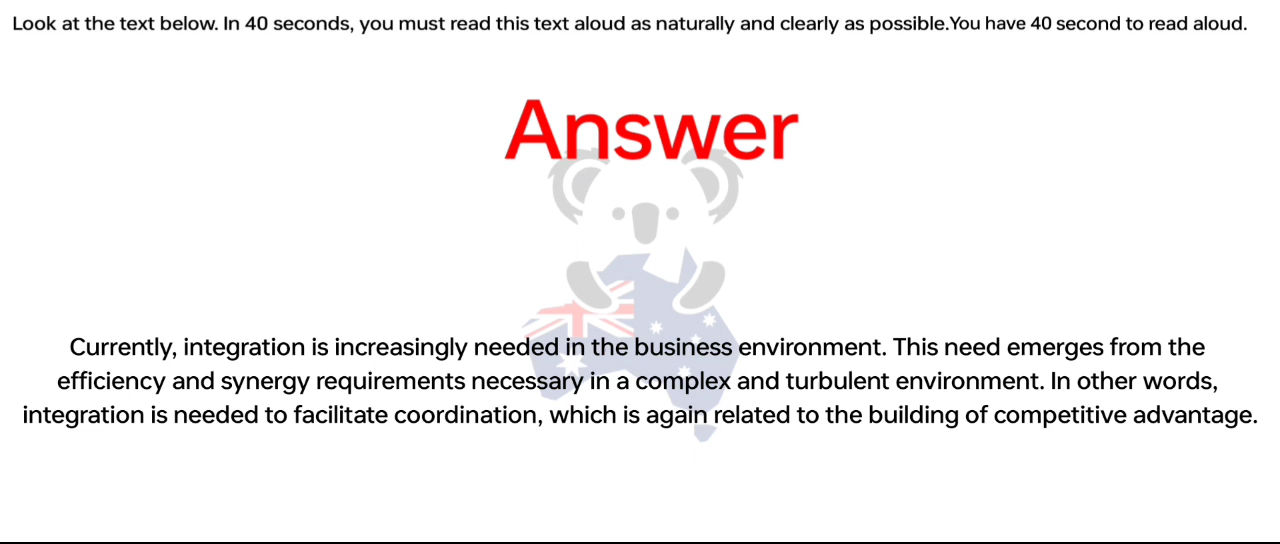 Look at the text below. In 40 seconds, you must read this text aloud as naturally and clearly as possible.You have 40 second to read aloud.
Answer
Currently, integration is increasingly needed in the business environment. This need emerges from the
efficiency and synergy requirements necessary in a complex and turbulent environment. In other words,
integration is needed to facilitate coordination, which is again related to the building of competitive advantage.